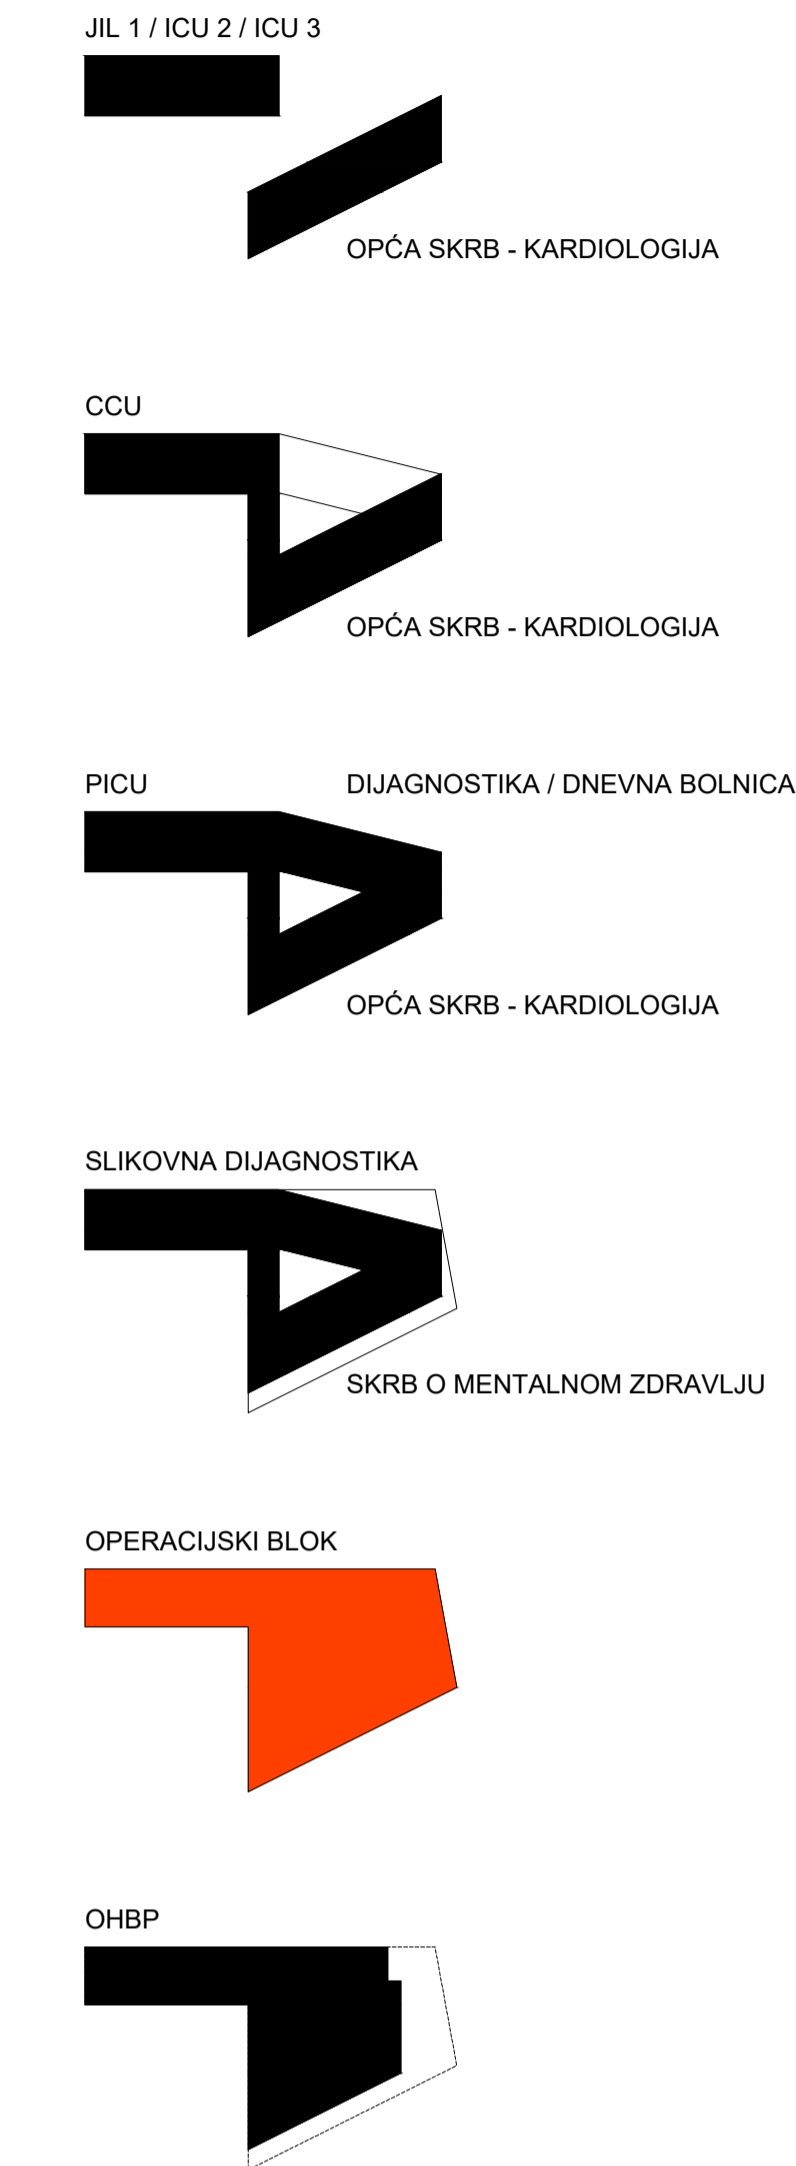 JIL 1 / ICU 2 / ICU 3
OPĆA SKRB - KARDIOLOGIJA
CCU
OPĆA SKRB - KARDIOLOGIJA
PICU DIJAGNOSTIKA / DNEVNA BOLNICA
OPĆA SKRB - KARDIOLOGIJA
SLIKOVNA DIJAGNOSTIKA
SKRB O MENTALNOM ZDRAVLJU
OPERACIJSKI BLOK
OHBP